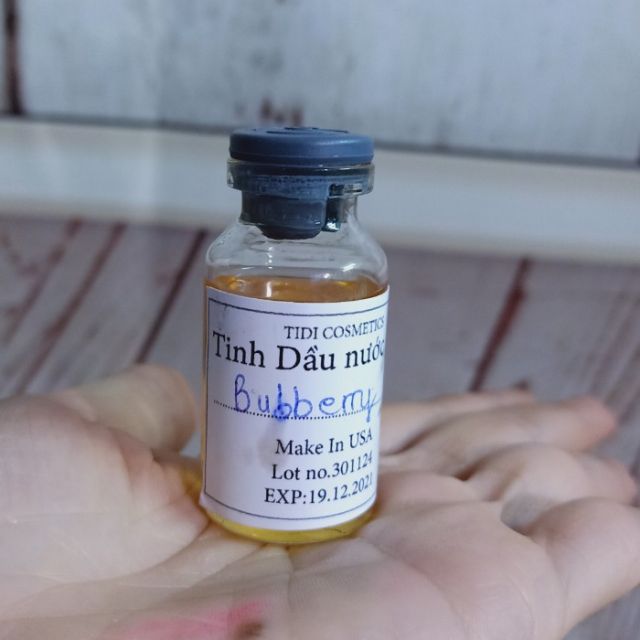 TIDI COSMETICS
Tinh Dầu nước
Bubberry
Make In USA
Lot no.301124
EXP:19.12.2021